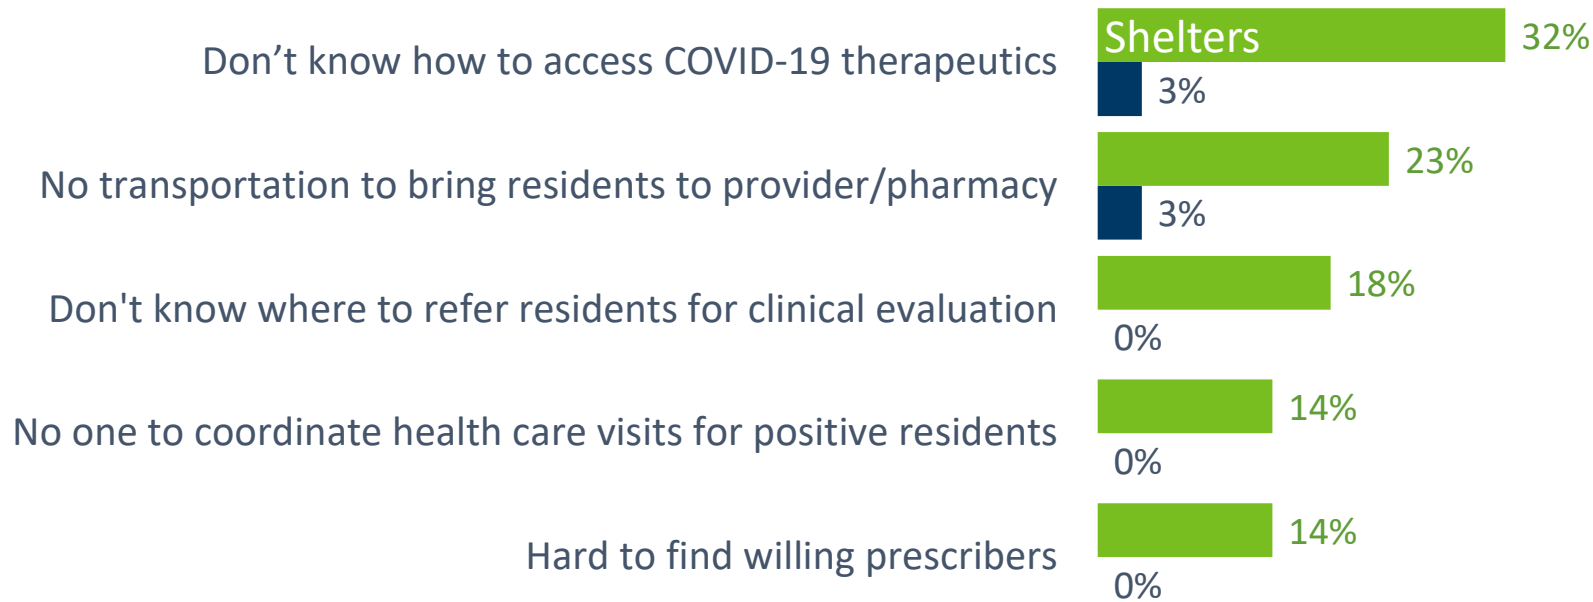 Shelters
32%
Don’t know how to access COVID-19 therapeutics
3%
23%
No transportation to bring residents to provider/pharmacy
3%
18%
Don't know where to refer residents for clinical evaluation
0%
14%
No one to coordinate health care visits for positive residents
0%
14%
Hard to find willing prescribers
0%